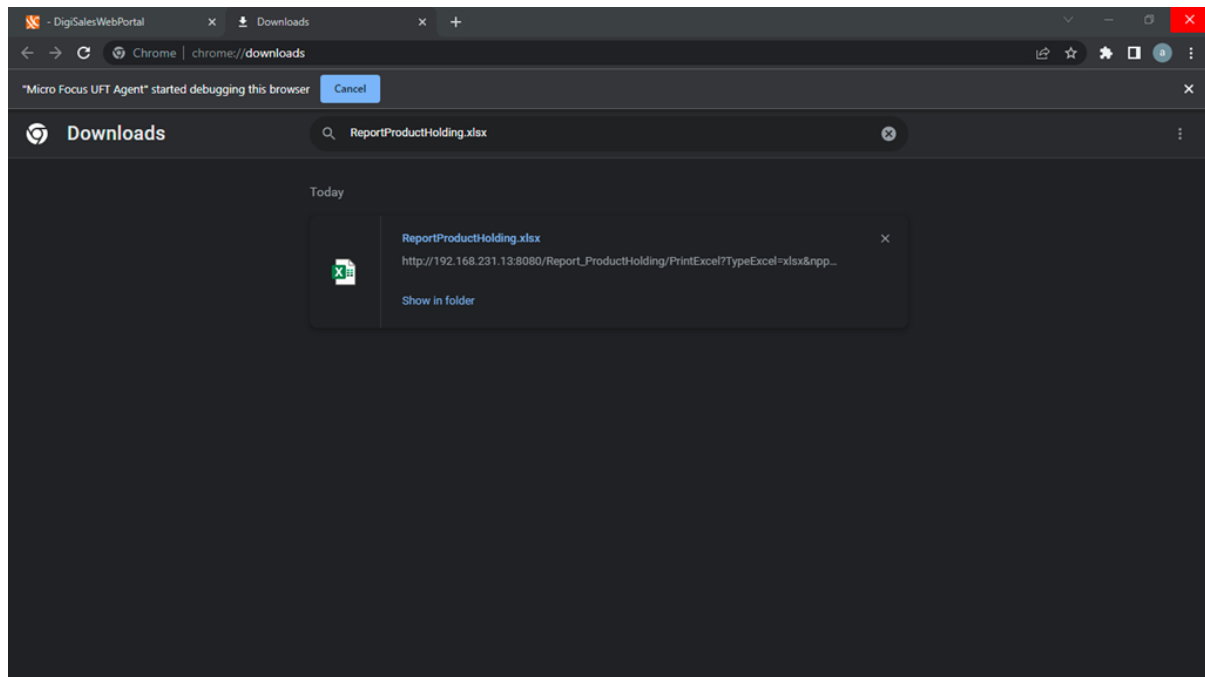 - DigiSalesWebPortal
Downloads
Chrome | chrome://downloads
a
"Micro Focus UFT Agent" started debugging this browser
Cancel
Downloads
ReportProductHolding.xlsx
Today
ReportProductHolding.xlsx
http://192.168.231.13:8080/Report_ProductHolding/PrintExcel?TypeExcel=xlsx&npp...
Show in folder